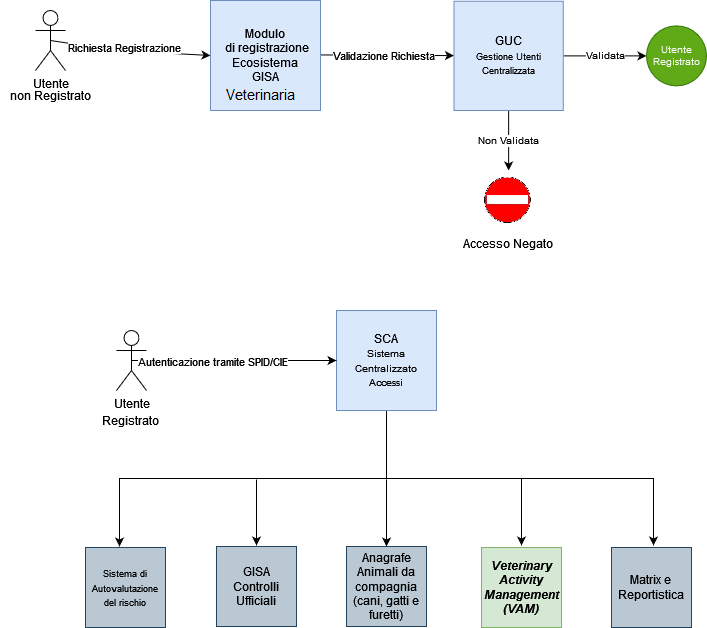 Utente
non Registrato
Richiesta Registrazione
Modulo
di registrazione
Ecosistema
GISA
Veterinaria
Validazione Richiesta
GUC
Gestione Utenti
Centralizzata
Validata
Utente
Registrato
Non Validata
Accesso Negato
Utente
Registrato
Autenticazione tramite SPID/CIE
SCA
Sistema
Centralizzato
Accessi
Sistema di
Autovalutazione
del rischio
GISA
Controlli
Ufficiali
Anagrafe
Animali da
compagnia
(cani, gatti e
furetti)
Veterinary
Activity
Management
(VAM)
Matrix e
Reportistica